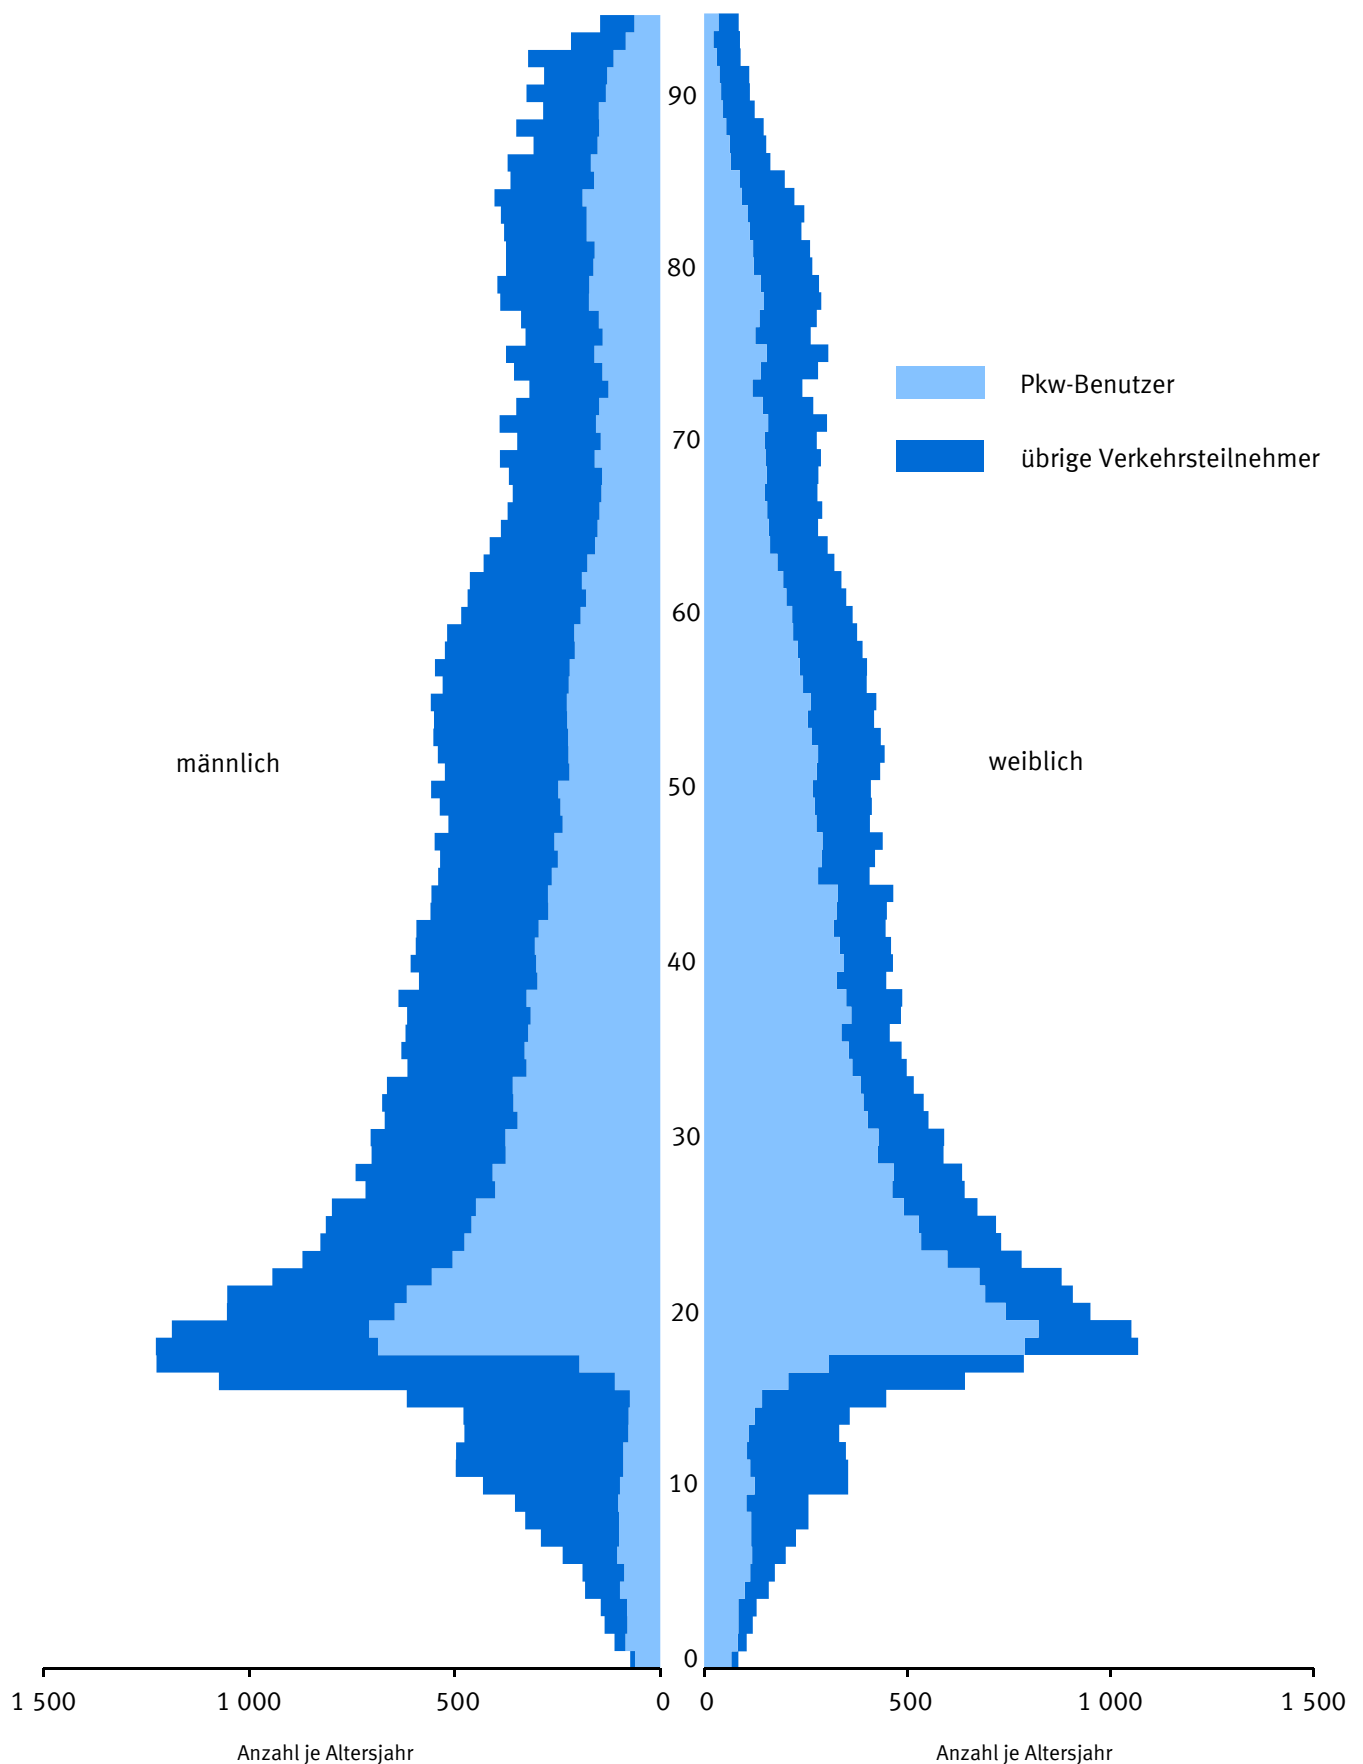 90
80
Pkw-Benutzer
70
übrige Verkehrsteilnehmer
60
männlich
weiblich
50
40
30
20
10
0
1 500 1 000 500 0 0 500 1 000 1 500
Anzahl je Altersjahr Anzahl je Altersjahr